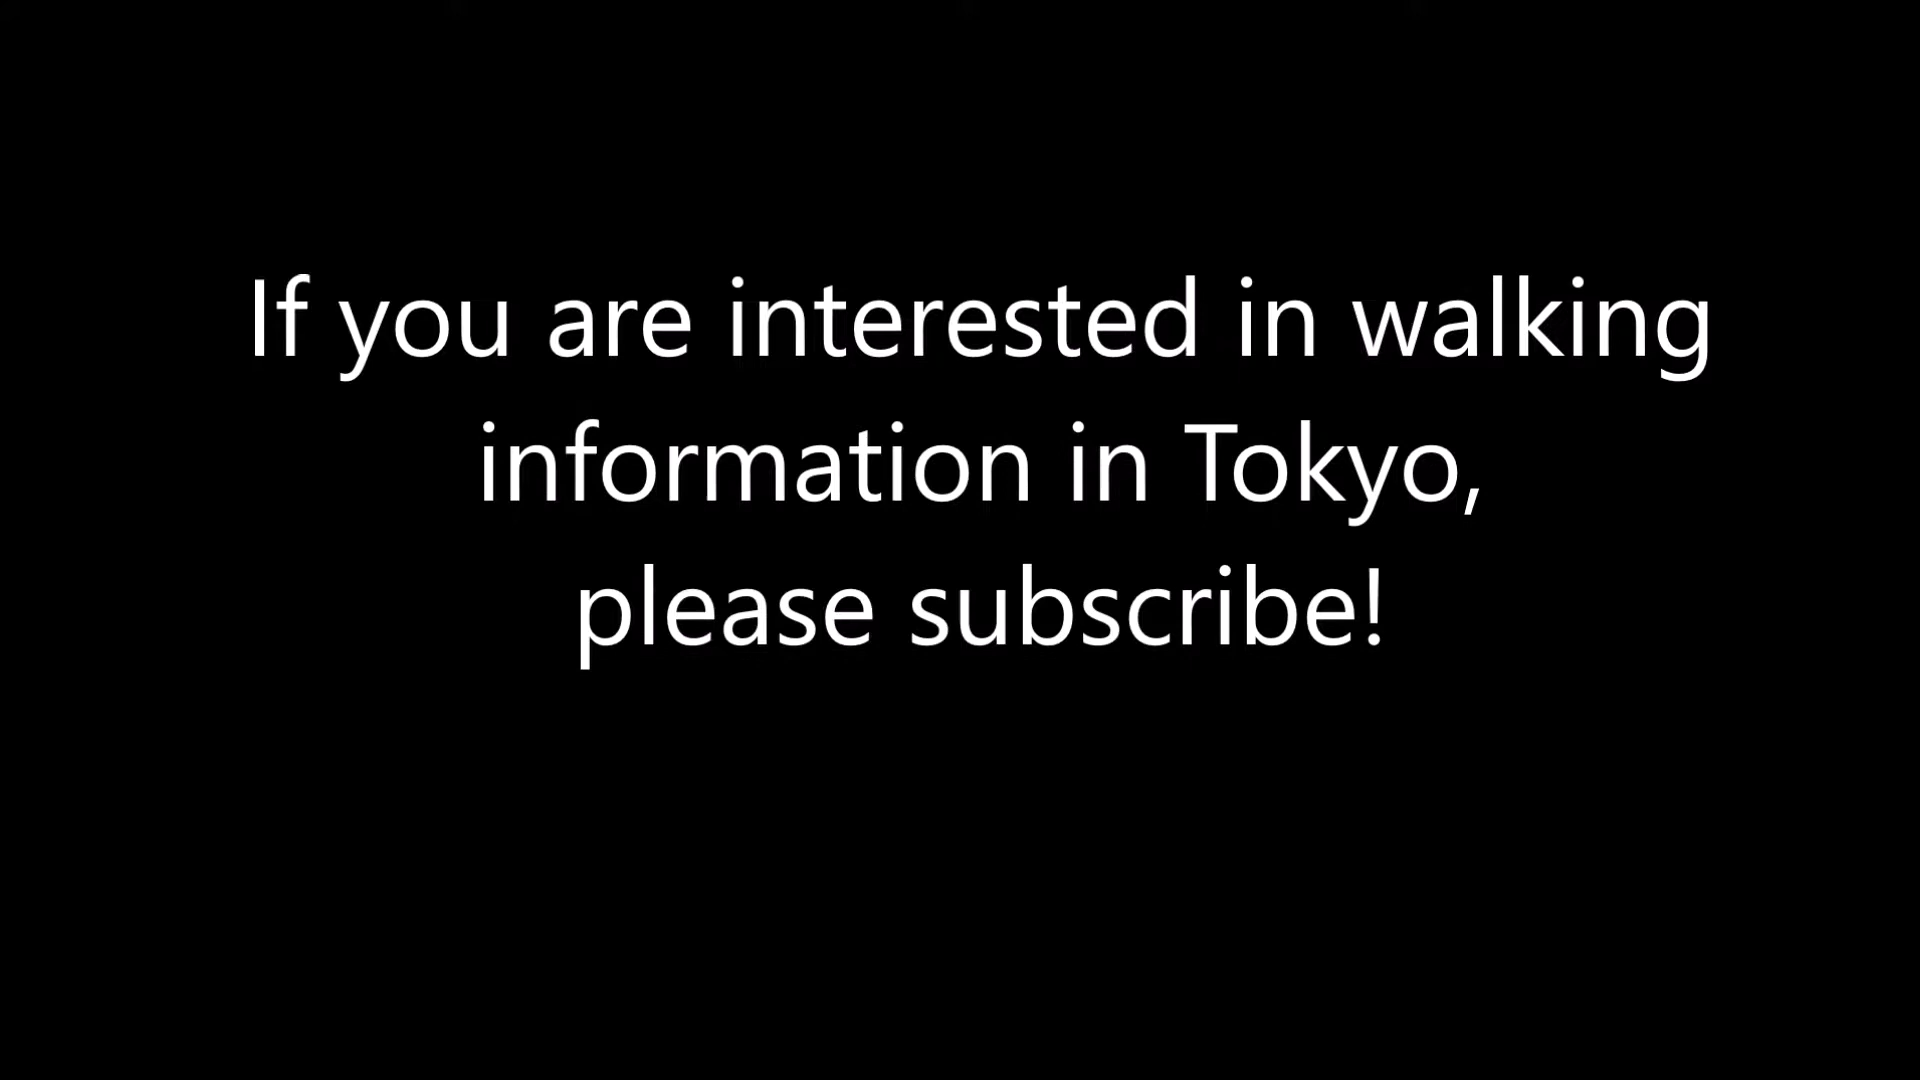 If you are interested in walking
information in Tokyo,
please subscribe!